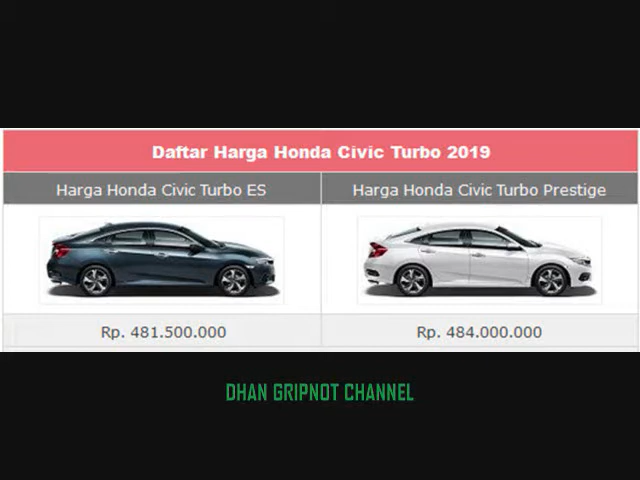 Daftar Harga Honda Civic Turbo 2019
Harga Honda Civic Turbo ES
Harga Honda Civic Turbo Prestige
Rp. 481.500.000
Rp. 484.000.000
DHAN GRIPNOT CHANNEL